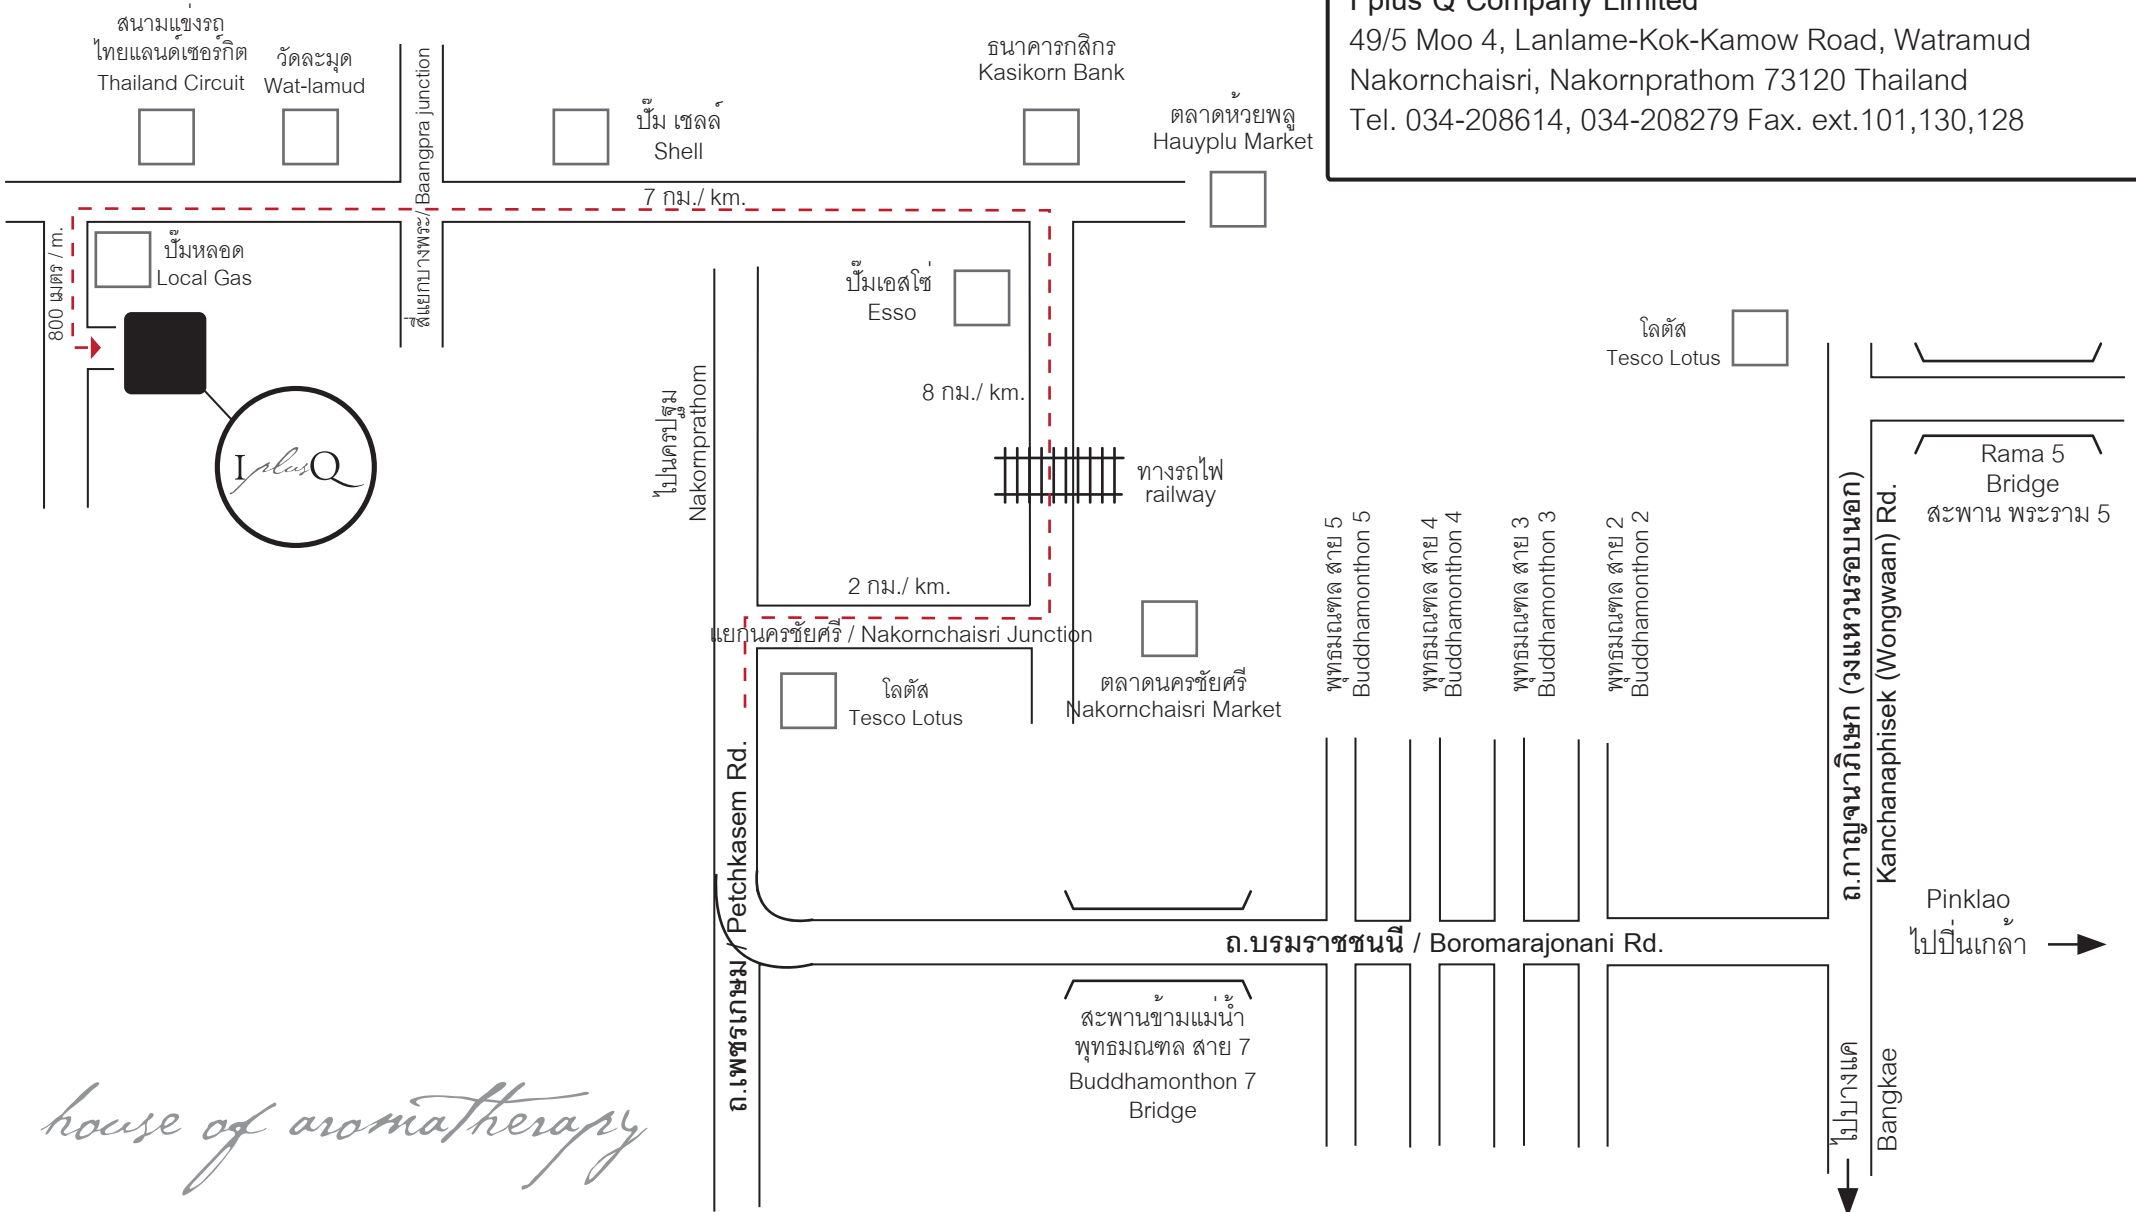 I plus Q Company Limited
49/5 Moo 4, Lanlame-Kok-Kamow Road, Watramud
Nakornchaisri, Nakornprathom 73120 Thailand
Tel. 034-208614, 034-208279 Fax. ext.101,130,128
สนามแข่งรถ
ไทยแลนด์เซอร์กิต
Thailand Circuit
วัดละมุด
Wat-lamud
สี่แยกบางพระ/ Baangpra junction
ปั๊ม เชลล์
Shell
ธนาคารกสิกร
Kasikorn Bank
ตลาดห้วยพลู
Hauyplu Market
7 กม./ km.
800 เมตร / m.
ปั๊มหลอด
Local Gas
I plus Q
ปั๊มเอสโซ่
Esso
8 กม./ km.
ไปนครปฐม
Nakornprathom
ทางรถไฟ
railway
2 กม./ km.
แยกนครชัยศรี / Nakornchaisri Junction
โลตัส
Tesco Lotus
ตลาดนครชัยศรี
Nakornchaisri Market
โลตัส
Tesco Lotus
Rama 5
Bridge
สะพาน พระราม 5
พุทธมณฑล สาย 5
Buddhamonthon 5
พุทธมณฑล สาย 4
Buddhamonthon 4
พุทธมณฑล สาย 3
Buddhamonthon 3
พุทธมณฑล สาย 2
Buddhamonthon 2
ถ.กาญจนาภิเษก (วงแหวนรอบนอก)
Kanchanaphisek (Wongwaan) Rd.
ถ.เพชรเกษม / Petchkasem Rd.
ถ.บรมราชชนนี / Boromarajonani Rd.
Pinklao
ไปปิ่นเกล้า
สะพานข้ามแม่น้ำ
พุทธมณฑล สาย 7
Buddhamonthon 7
Bridge
ไปบางแค
Bangkae
house of aromatherapy